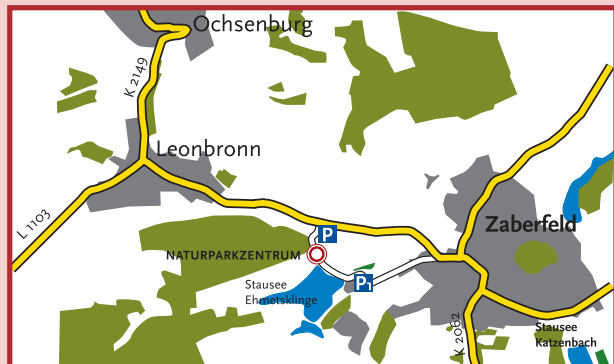 Ochsenburg
K 2149
Leonbronn
L 1103
Zaberfeld
P
NATURPARKZENTRUM
Stausee
Ehmetsklinge
P1
K 2062
Stausee
Katzenbach